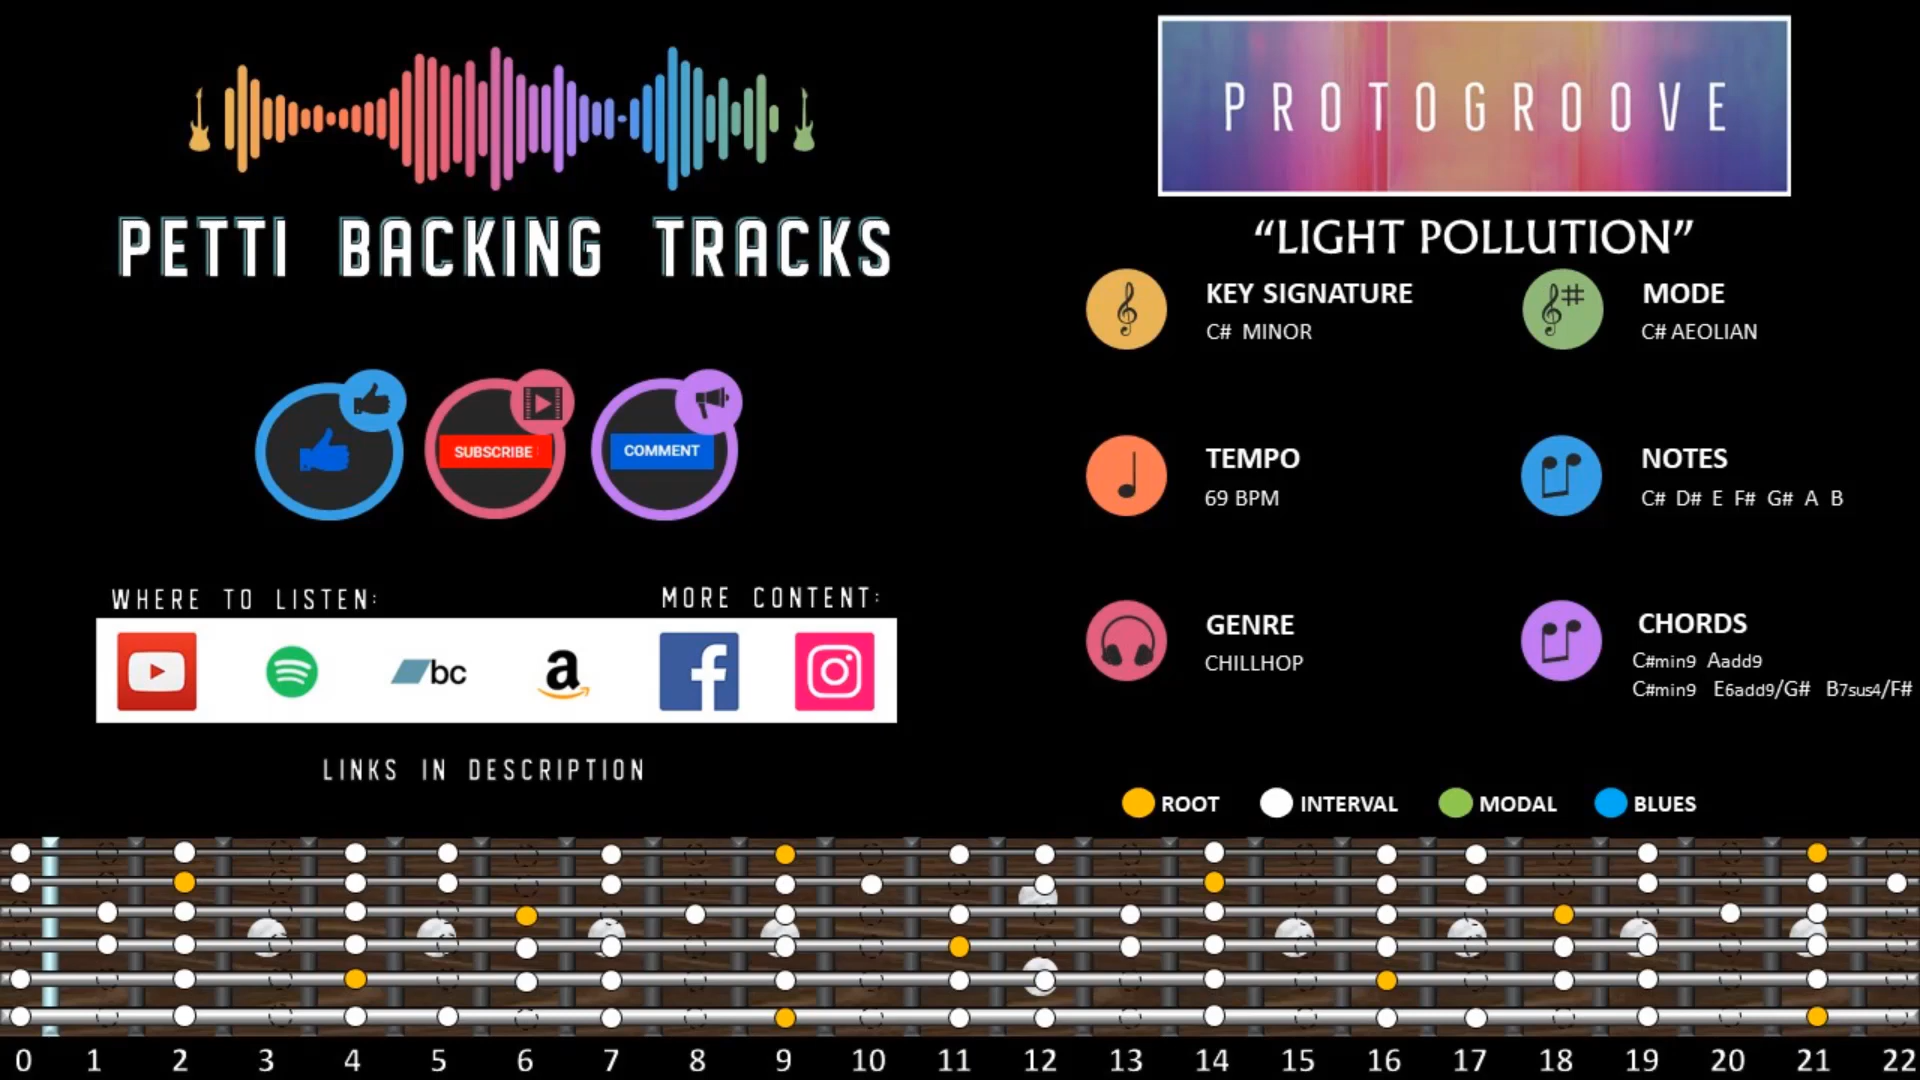 PROTOGROOVE
PETTI BACKING TRACKS
“LIGHT POLLUTION”
KEY SIGNATURE
C# MINOR
MODE
C# AEOLIAN
SUBSCRIBE
COMMENT
TEMPO
69 BPM
NOTES
C# D# E F# G# A B
WHERE TO LISTEN:
MORE CONTENT:
bc
a
f
GENRE
CHILLHOP
CHORDS
C#min9 Aadd9
C#min9 E6add9/G# B7sus4/F#
LINKS IN DESCRIPTION
ROOT INTERVAL MODAL BLUES
0 1 2 3 4 5 6 7 8 9 10 11 12 13 14 15 16 17 18 19 20 21 22